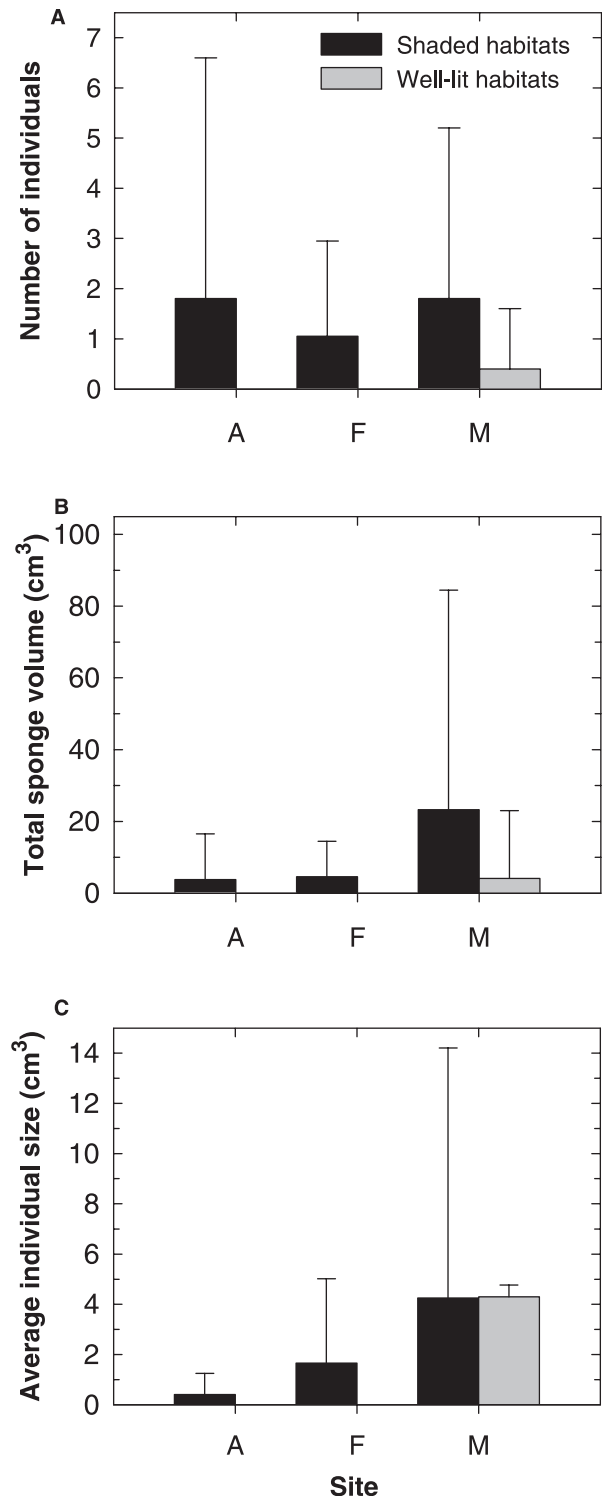 A
Number of individuals
7
6
5
4
3
2
1
0
Shaded habitats
Well-lit habitats
A F M
B
Total sponge volume (cm³)
100
80
60
40
20
0
A F M
C
Average individual size (cm³)
14
12
10
8
6
4
2
0
A F M
Site